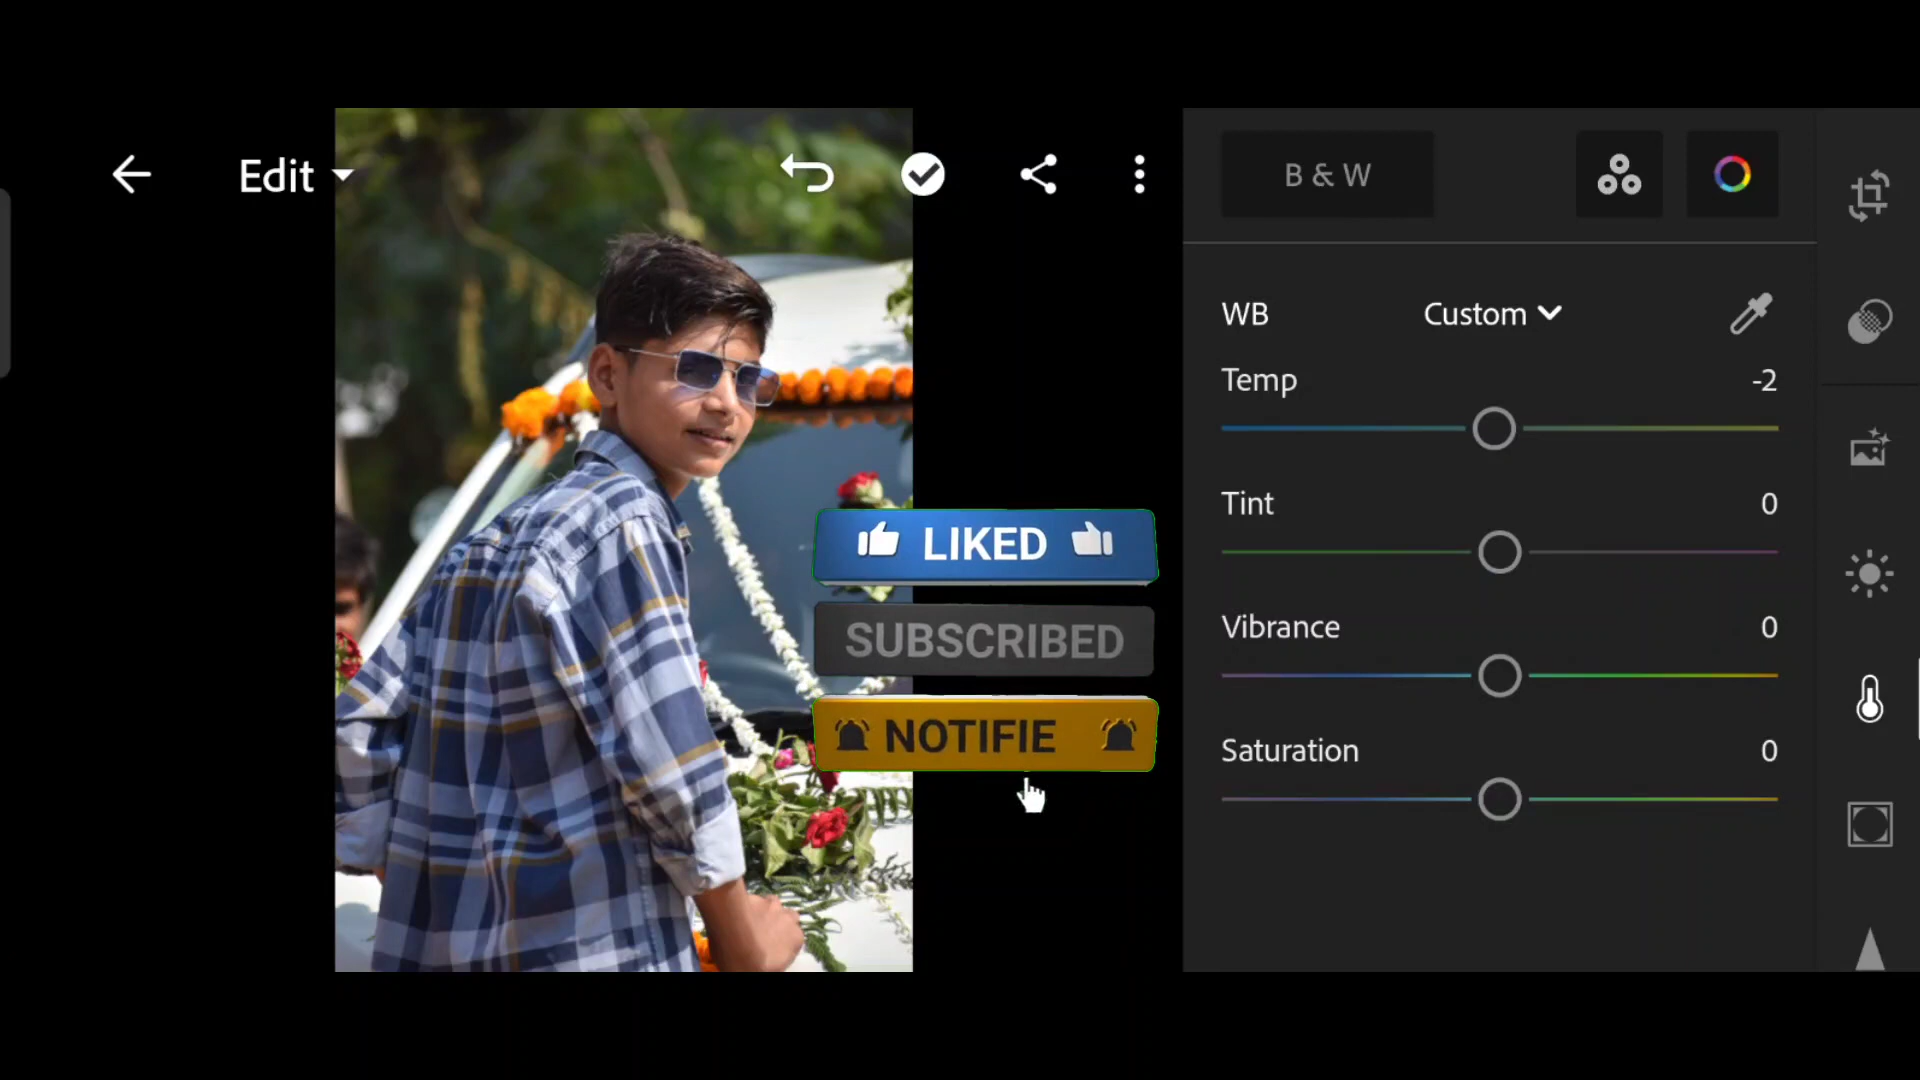 Edit
B & W
WB Custom
Temp -2
Tint 0
Vibrance 0
Saturation 0
LIKED
SUBSCRIBED
NOTIFIE